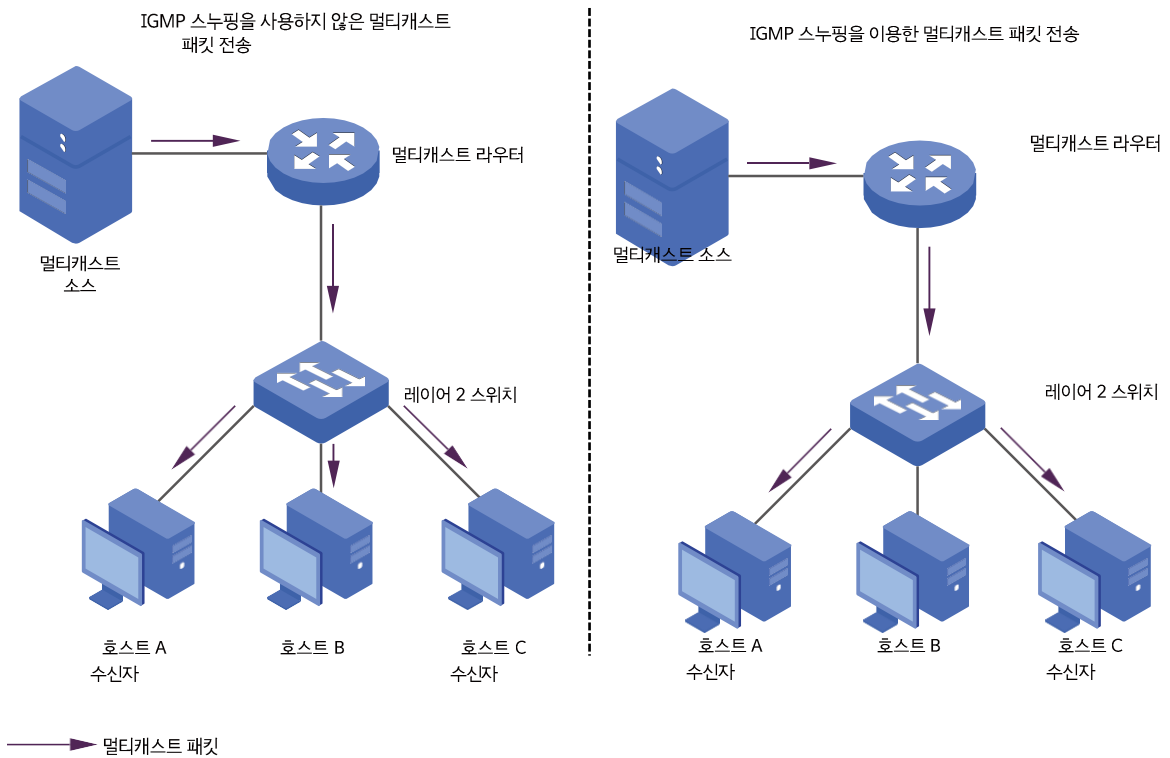 IGMP 스누핑을 사용하지 않은 멀티캐스트
패킷 전송
멀티캐스트 라우터
멀티캐스트
소스
레이어 2 스위치
호스트 A
수신자
호스트 B
호스트 C
수신자
멀티캐스트 패킷
IGMP 스누핑을 이용한 멀티캐스트 패킷 전송
멀티캐스트 라우터
멀티캐스트 소스
레이어 2 스위치
호스트 A
수신자
호스트 B
호스트 C
수신자